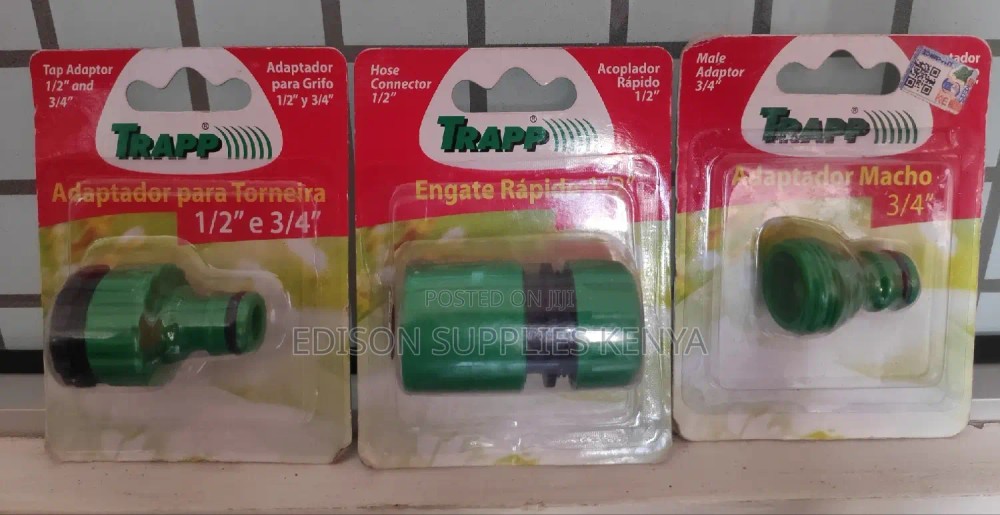 Tap Adaptor
1/2" and
3/4"
Adaptador
para Grifo
1/2" y 3/4"
TRAPP®
Adaptador para Torneira
1/2" e 3/4"
Hose
Connector
1/2"
Acoplador
Rápido
1/2"
TRAPP®
Engate Rápido 1/2"
Male
Adaptor
3/4"
TRAPP
Adaptador Macho
3/4"
POSTED ON JIJI
EDISON SUPPLIES KENYA